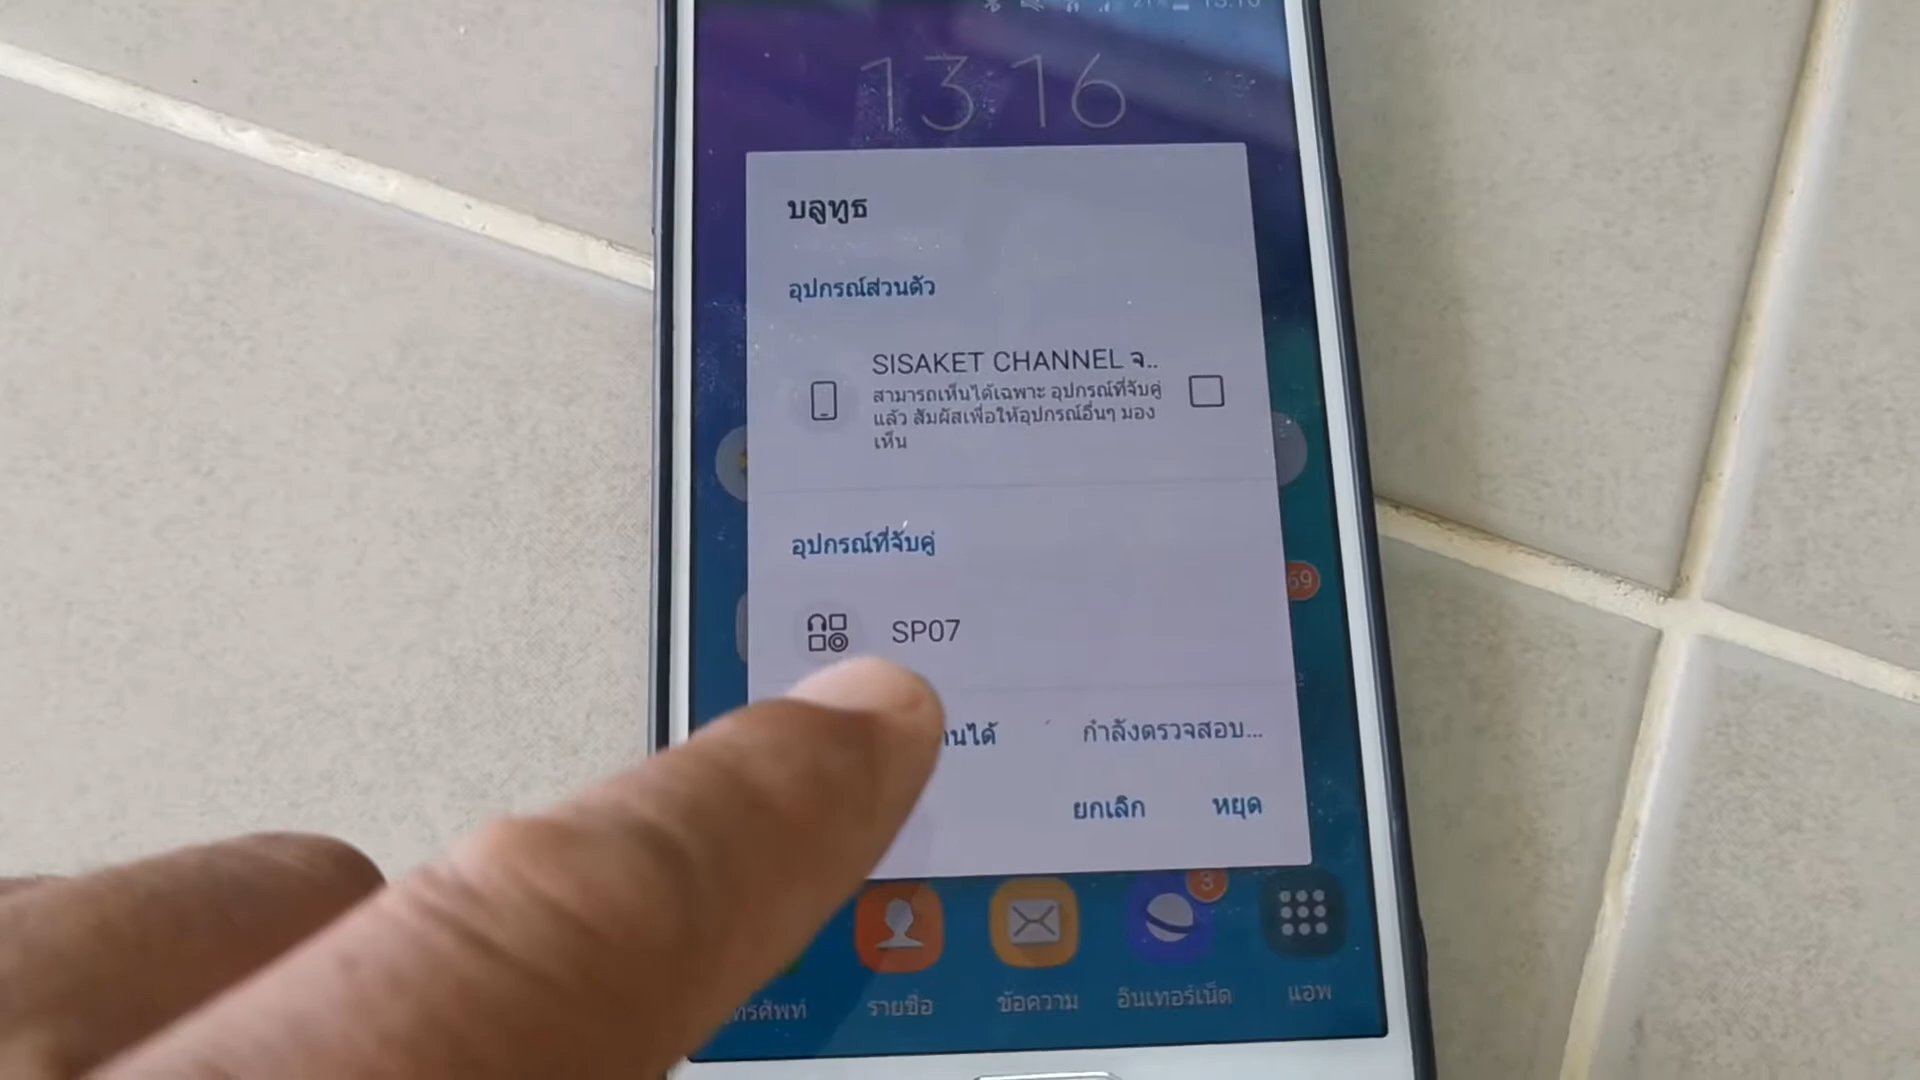 13 16
บลูทูธ
อุปกรณ์ส่วนตัว
SISAKET CHANNEL จ..
สามารถเห็นได้เฉพาะ อุปกรณ์ที่จับคู่
แล้ว สัมผัสเพื่อให้อุปกรณ์อื่นๆ มอง
เห็น
อุปกรณ์ที่จับคู่
69
SP07
กำลังตรวจสอบ...
ยกเลิก หยุด
3
รายชื่อ ข้อความ อินเทอร์เน็ต แอพ